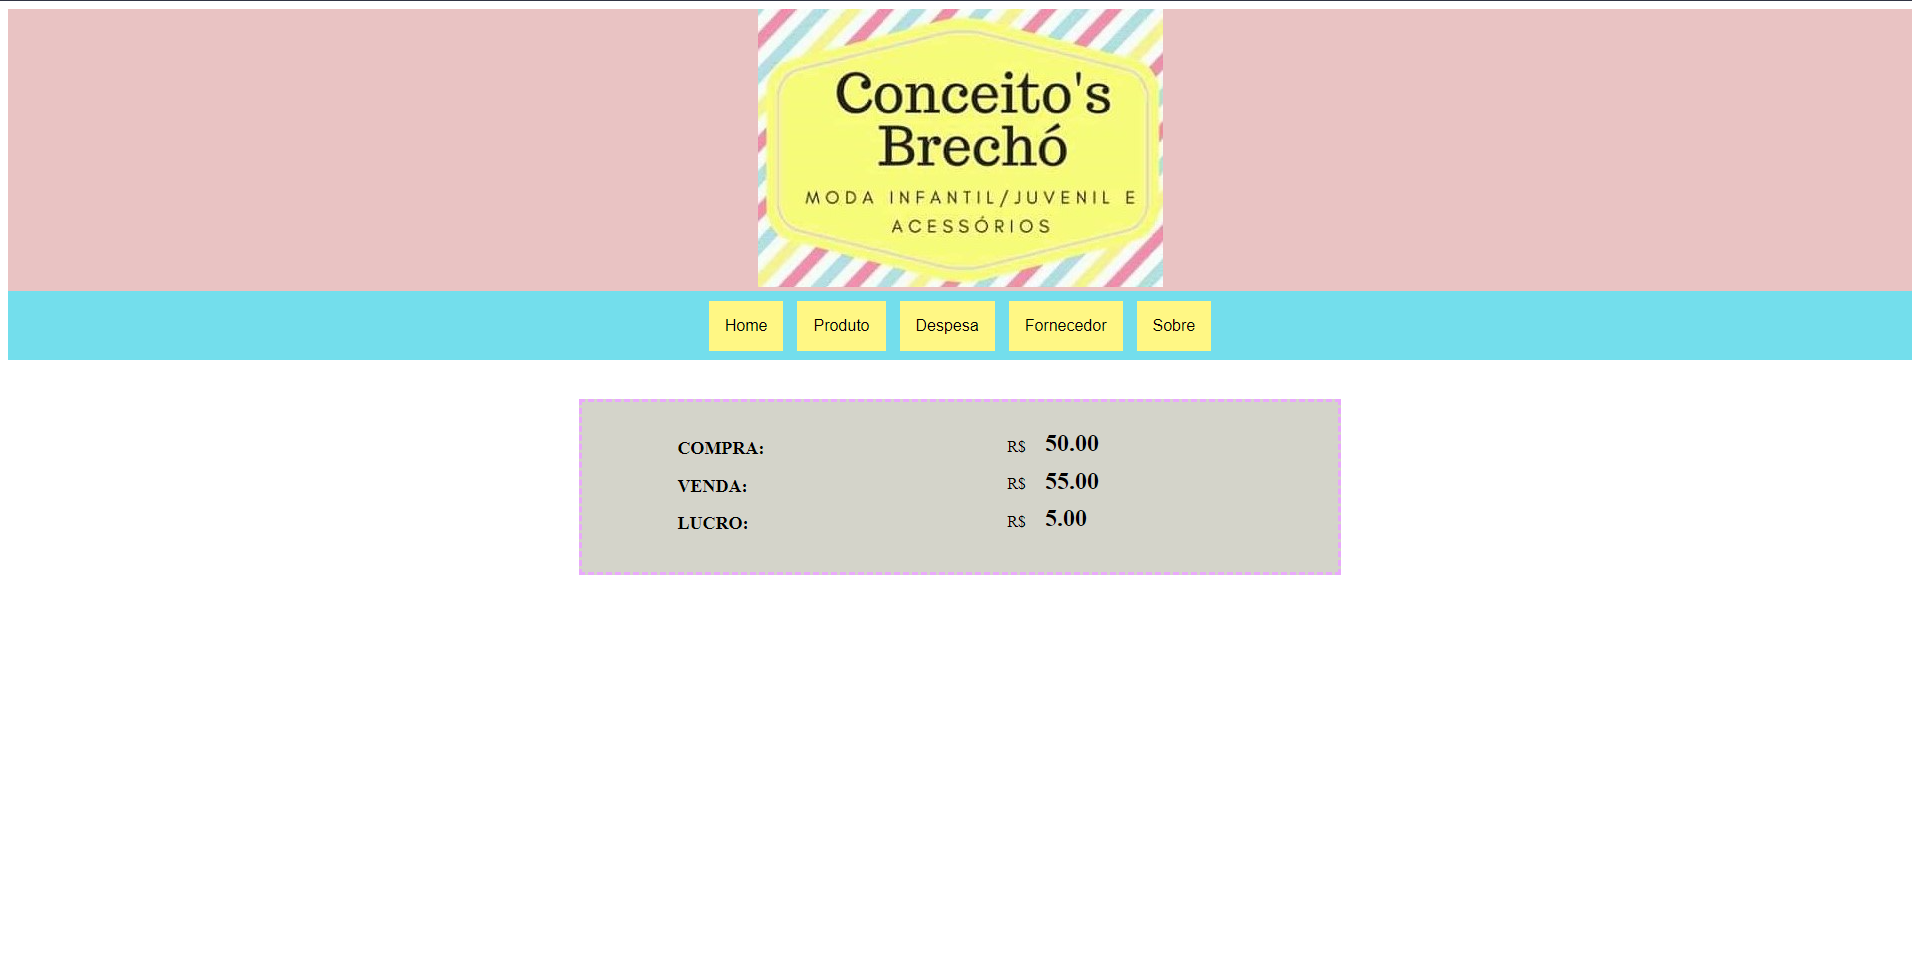 Conceito's
Brechó
MODA INFANTIL/JUVENIL E
ACESSÓRIOS
Home Produto Despesa Fornecedor Sobre
COMPRA: R$ 50.00
VENDA: R$ 55.00
LUCRO: R$ 5.00